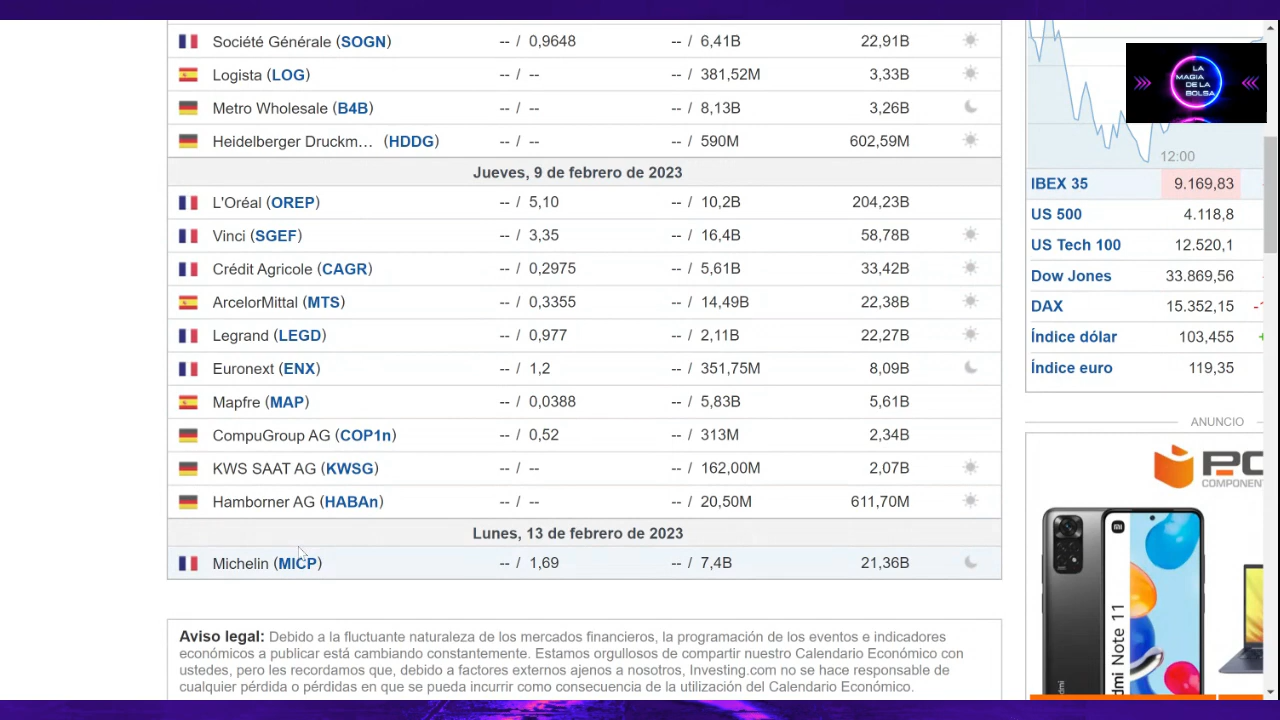 Société Générale (SOGN) -- / 0,9648 -- / 6,41B 22,91B
Logista (LOG) -- / -- -- / 381,52M 3,33B
Metro Wholesale (B4B) -- / -- -- / 8,13B 3,26B
Heidelberger Druckm… (HDDG) -- / -- -- / 590M 602,59M
Jueves, 9 de febrero de 2023
L'Oréal (OREP) -- / 5,10 -- / 10,2B 204,23B
Vinci (SGEF) -- / 3,35 -- / 16,4B 58,78B
Crédit Agricole (CAGR) -- / 0,2975 -- / 5,61B 33,42B
ArcelorMittal (MTS) -- / 0,3355 -- / 14,49B 22,38B
Legrand (LEGD) -- / 0,977 -- / 2,11B 22,27B
Euronext (ENX) -- / 1,2 -- / 351,75M 8,09B
Mapfre (MAP) -- / 0,0388 -- / 5,83B 5,61B
CompuGroup AG (COP1n) -- / 0,52 -- / 313M 2,34B
KWS SAAT AG (KWSG) -- / -- -- / 162,00M 2,07B
Hamborner AG (HABAn) -- / -- -- / 20,50M 611,70M
Lunes, 13 de febrero de 2023
Michelin (MICP) -- / 1,69 -- / 7,4B 21,36B
Aviso legal: Debido a la fluctuante naturaleza de los mercados financieros, la programación de los eventos e indicadores
económicos a publicar está cambiando constantemente. Estamos orgullosos de compartir nuestro Calendario Económico con
ustedes, pero les recordamos que, debido a factores externos ajenos a nosotros, Investing.com no se hace responsable de
cualquier pérdida o pérdidas en que se pueda incurrir como consecuencia de la utilización del Calendario Económico.
LA
MAGIA
DE LA
BOLSA
12:00
IBEX 35 9.169,83
US 500 4.118,8
US Tech 100 12.520,1
Dow Jones 33.869,56
DAX 15.352,15
Índice dólar 103,455
Índice euro 119,35
ANUNCIO
PC
COMPONEN
dmi Note 11